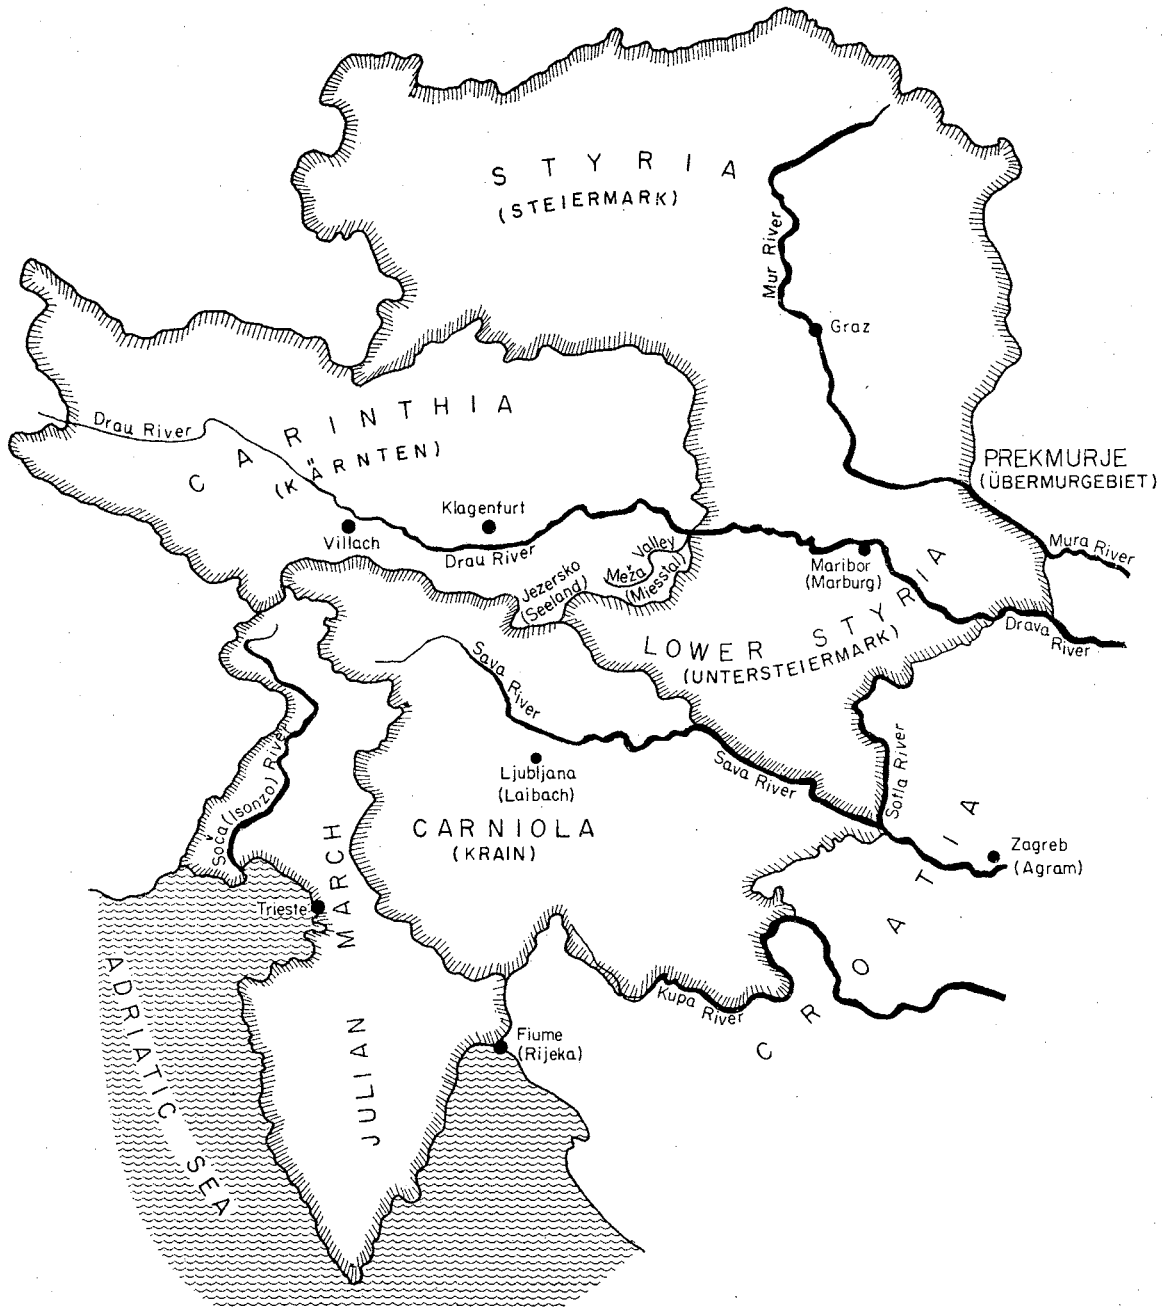 STYRIA
(STEIERMARK)
Mur River
Graz
Drau River
CARINTHIA
(KÄRNTEN)
PREKMURJE
(ÜBERMURGEBIET)
Klagenfurt
Villach
Drau River
Meža Valley
(Miesstal)
Jezersko
(Seeland)
Maribor
(Marburg)
Mura River
Drava
River
LOWER STYRIA
(UNTERSTEIERMARK)
Sava River
Ljubljana
(Laibach)
Sava River
Sotla River
Soča (Isonzo) River
CARNIOLA
(KRAIN)
Zagreb
(Agram)
Trieste
JULIAN MARCH
CROATIA
Kupa River
Fiume
(Rijeka)
ADRIATIC SEA